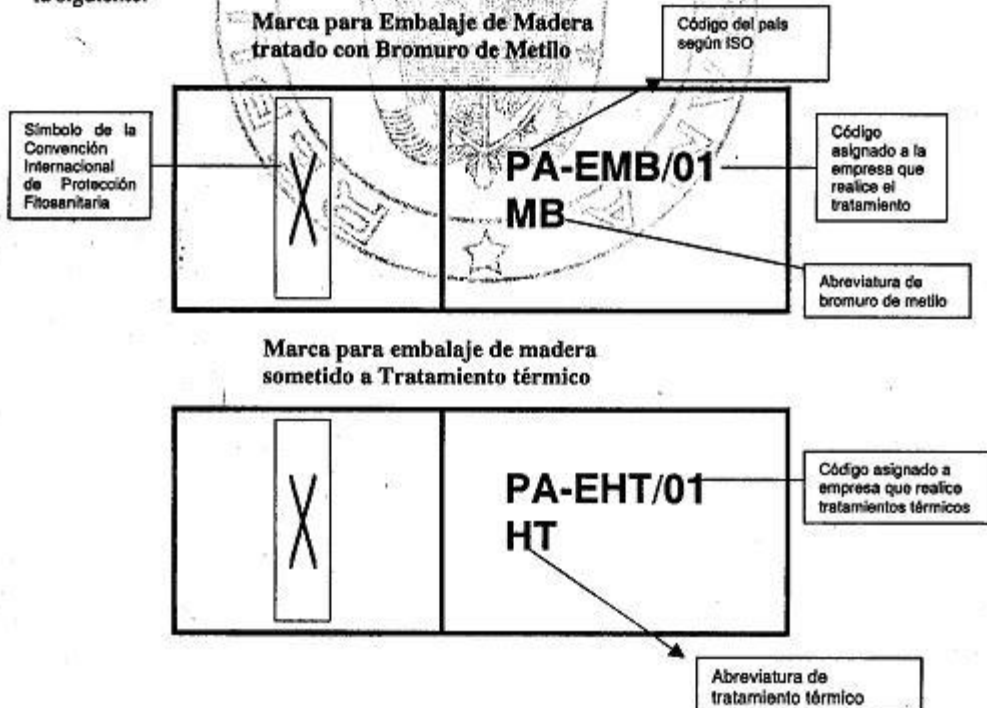 la siguiente:
Marca para Embalaje de Madera
tratado con Bromuro de Metilo
Código del país
según ISO
Símbolo de la
Convención
Internacional
de Protección
Fitosanitaria
X
PA-EMB/01
MB
Código
asignado a la
empresa que
realice el
tratamiento
Abreviatura de
bromuro de metilo
Marca para embalaje de madera
sometido a Tratamiento térmico
X
PA-EHT/01
HT
Código asignado a
empresa que realice
tratamientos térmicos
Abreviatura de
tratamiento térmico